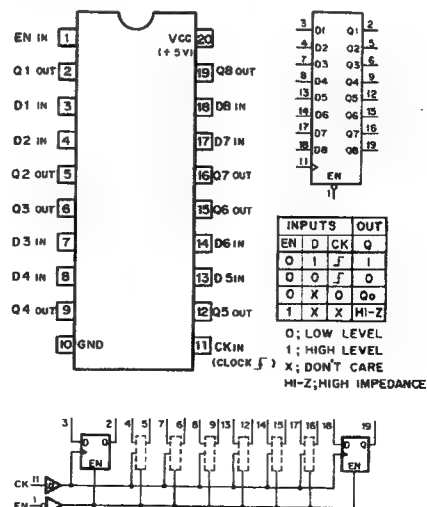 EN IN 1
Q1 OUT 2
D1 IN 3
D2 IN 4
Q2 OUT 5
Q3 OUT 6
D3 IN 7
D4 IN 8
Q4 OUT 9
10 GND
VCC 20
(+5V)
19 Q8 OUT
18 D8 IN
17 D7 IN
16 Q7 OUT
15 Q6 OUT
14 D6 IN
13 D5 IN
12 Q5 OUT
11 CK IN
(CLOCK )
3 D1 Q1 2
4 D2 Q2 5
7 D3 Q3 6
8 D4 Q4 9
13 D5 Q5 12
14 D6 Q6 15
17 D7 Q7 16
18 D8 Q8 19
11
EN
1
INPUTS OUT
EN D CK Q
0 1 1
0 0 0
0 X 0 Qo
1 X X HI-Z
0; LOW LEVEL
1; HIGH LEVEL
X; DON'T CARE
HI-Z; HIGH IMPEDANCE
3 2 4 5 7 6 8 9 13 12 14 15 17 16 18 19
D Q D Q
EN EN
CK 11
EN 1